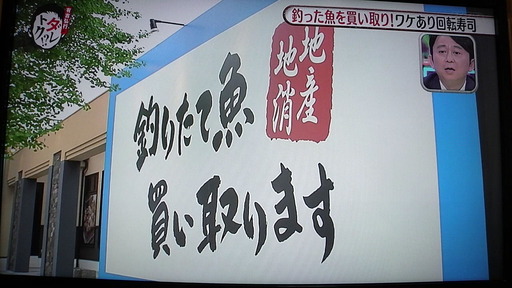 釣った魚を買い取り!ワケあり回転寿司
地産
地消
釣りたて魚
買い取ります